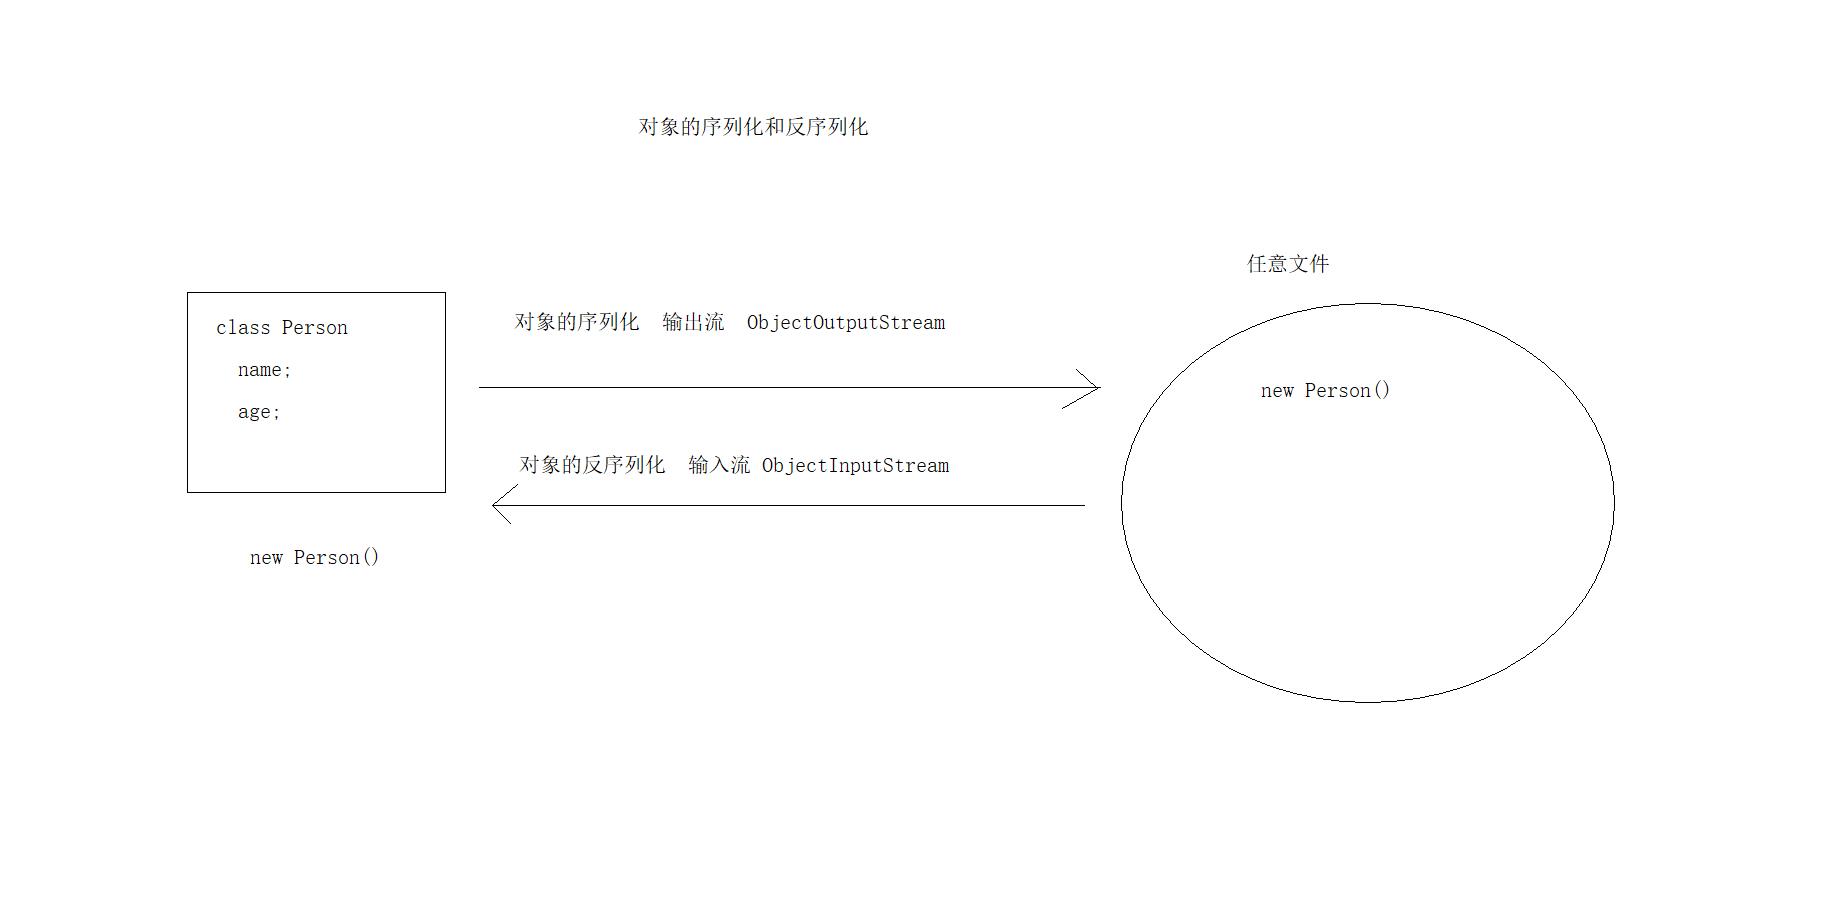 对象的序列化和反序列化
任意文件
class Person
name;
age;
对象的序列化 输出流 ObjectOutputStream
new Person()
对象的反序列化 输入流 ObjectInputStream
new Person()